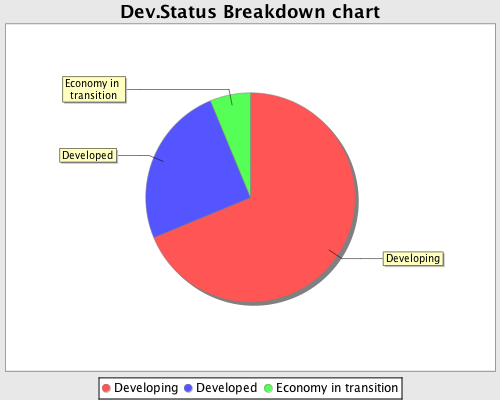 Dev.Status Breakdown chart
Economy in
transition
Developed
Developing
Developing Developed Economy in transition